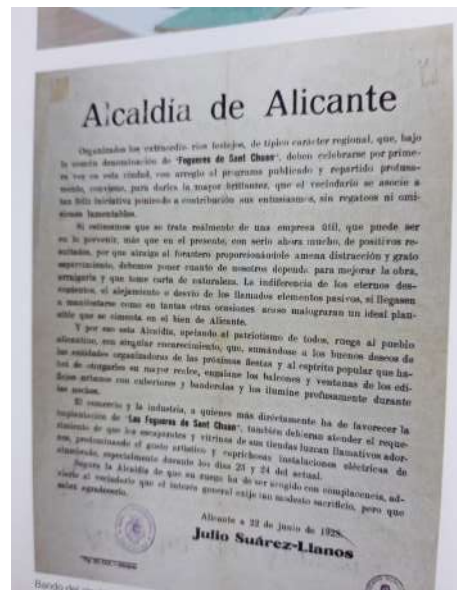 Alcaldía de Alicante
Organizados los extraordinarios festejos, de típico carácter regional, que, bajo
la común denominación de "Fogueres de Sant Chuan", deben celebrarse por prime-
ra vez en esta ciudad, con arreglo al programa publicado y repartido profusa-
mente, conviene, para darles la mayor brillantez, que el vecindario se asocie a
tan feliz iniciativa poniendo a contribución sus entusiasmos, sin regateos ni omi-
siones lamentables.
Si estimamos que se trata realmente de una empresa útil, que puede ser
en lo porvenir, más que en el presente, con serlo ahora mucho, de positivos re-
sultados, por que atraiga al forastero proporcionándole amena distracción y grato
esparcimiento, debemos poner cuanto de nosotros dependa para mejorar la obra,
arraigarla y que tome carta de naturaleza. La indiferencia de los eternos des-
contentos, el alejamiento o desvío de los llamados elementos pasivos, si llegasen
a manifestarse como en tantas otras ocasiones acaso malograran un ideal plau-
sible que se cimenta en el bien de Alicante.
Y por eso esta Alcaldía, apelando al patriotismo de todos, ruega al pueblo
alicantino, con singular encarecimiento, que, sumándose a los buenos deseos de
las entidades organizadoras de las próximas fiestas y al espíritu popular que ha-
brá de otorgarles su mayor realce, engalane los balcones y ventanas de los edi-
ficios urbanos con cubertores y banderolas y los ilumine profusamente durante
las noches.
El comercio y la industria, a quienes más directamente ha de favorecer la
implantación de "Las Fogueres de Sant Chuan", también debieran atender el reque-
rimiento de que los escaparates y vitrinas de sus tiendas luzcan llamativos ador-
nos, predominando el gusto artístico y caprichosas instalaciones eléctricas de
alumbrado, especialmente durante los días 23 y 24 del actual.
Segura la Alcaldía de que su ruego ha de ser acogido con complacencia, ad-
vierte al vecindario que el interés general exije tan modesto sacrificio, pero que
sabrá agradecerlo.
Alicante a 22 de junio de 1928.
Julio Suárez-Llanos
Bando del